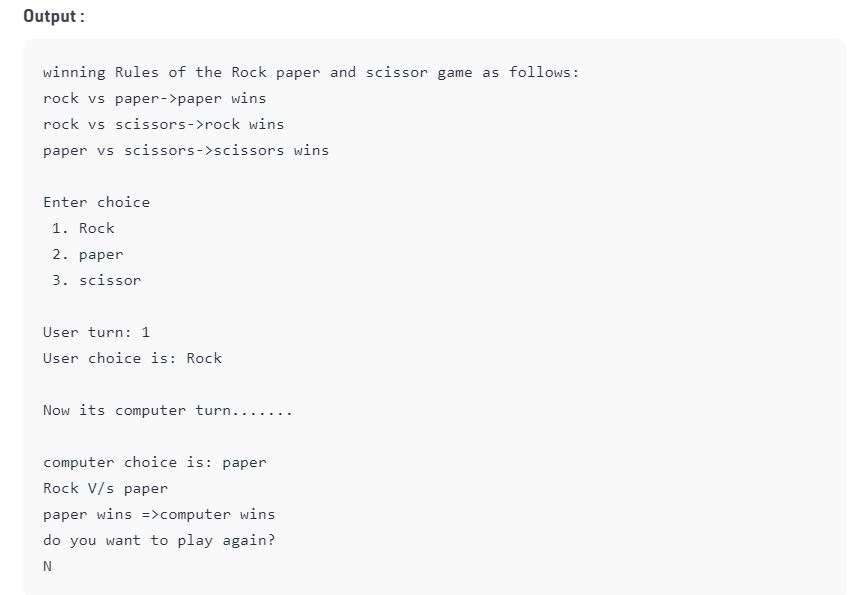 Output :
winning Rules of the Rock paper and scissor game as follows:
rock vs paper->paper wins
rock vs scissors->rock wins
paper vs scissors->scissors wins
Enter choice
1. Rock
2. paper
3. scissor
User turn: 1
User choice is: Rock
Now its computer turn.......
computer choice is: paper
Rock V/s paper
paper wins =>computer wins
do you want to play again?
N